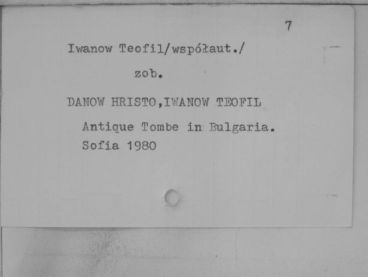 7
Iwanow Teofil/współaut./
zob.
DANOW HRISTO,IWANOW TEOFIL
Antique Tombe in Bulgaria.
Sofia 1980